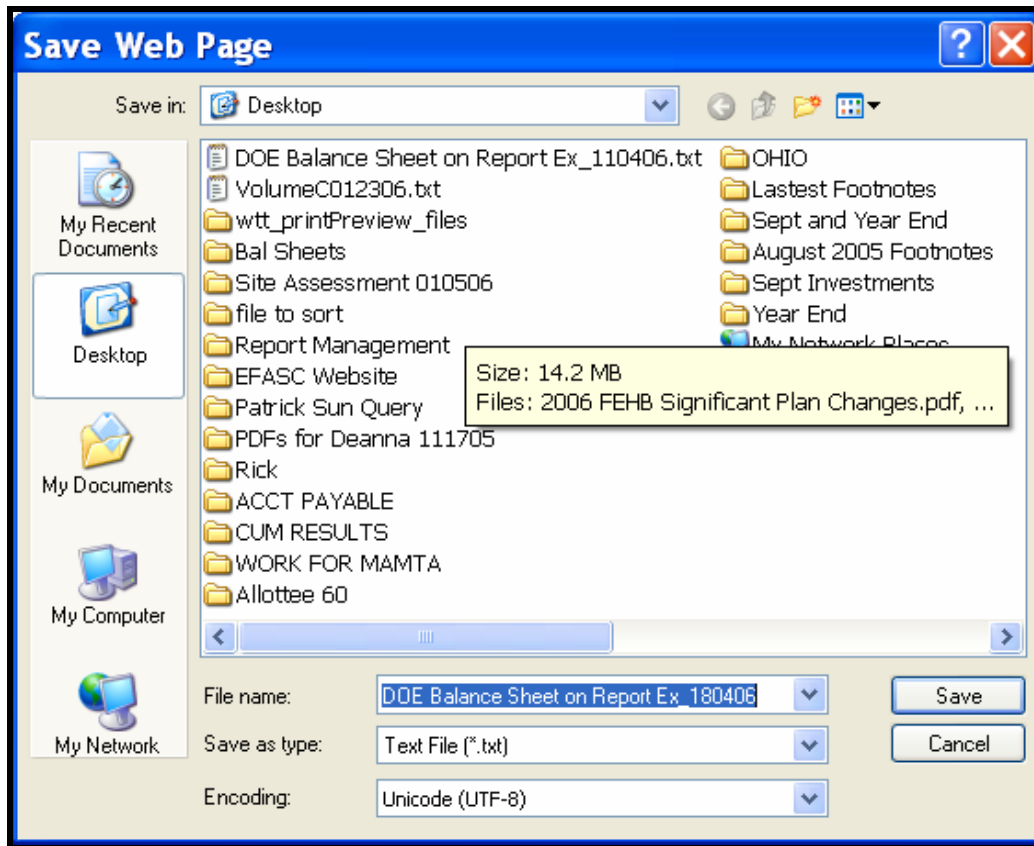 Save Web Page
Save in: Desktop
My Recent Documents
Desktop
My Documents
My Computer
My Network
DOE Balance Sheet on Report Ex_110406.txt
VolumeC012306.txt
wtt_printPreview_files
Bal Sheets
Site Assessment 010506
file to sort
Report Management
EFASC Website
Patrick Sun Query
PDFs for Deanna 111705
Rick
ACCT PAYABLE
CUM RESULTS
WORK FOR MAMTA
Allottee 60
OHIO
Lastest Footnotes
Sept and Year End
August 2005 Footnotes
Sept Investments
Year End
My Network Places
Size: 14.2 MB
Files: 2006 FEHB Significant Plan Changes.pdf, ...
File name: DOE Balance Sheet on Report Ex_180406
Save
Save as type: Text File (*.txt)
Cancel
Encoding: Unicode (UTF-8)